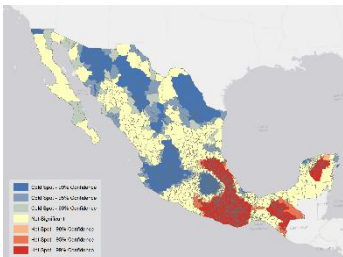 Cold Spot - 99% Confidence
Cold Spot - 95% Confidence
Cold Spot - 90% Confidence
Not Significant
Hot Spot - 90% Confidence
Hot Spot - 95% Confidence
Hot Spot - 99% Confidence